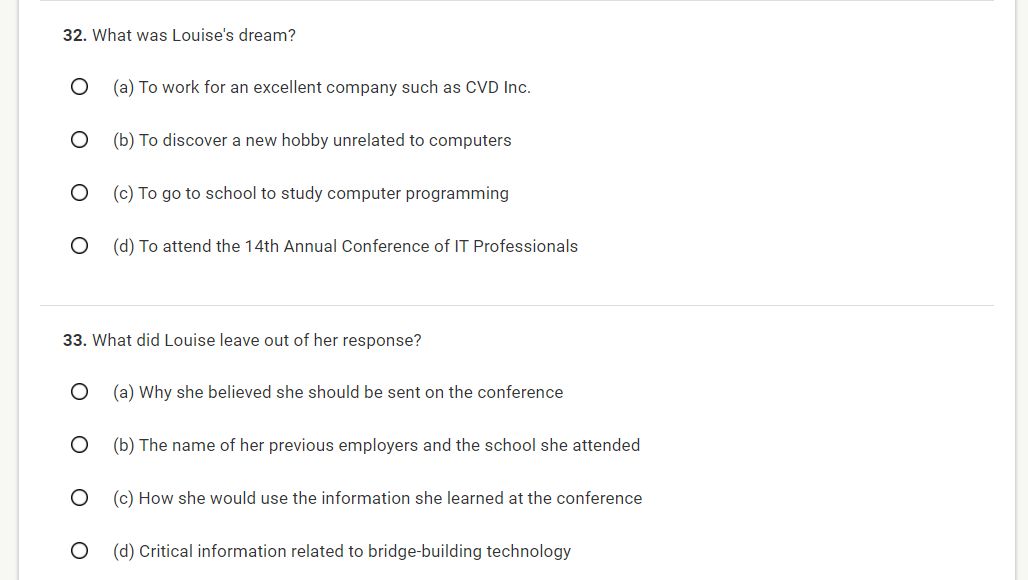 32. What was Louise's dream?
(a) To work for an excellent company such as CVD Inc.
(b) To discover a new hobby unrelated to computers
(c) To go to school to study computer programming
(d) To attend the 14th Annual Conference of IT Professionals
33. What did Louise leave out of her response?
(a) Why she believed she should be sent on the conference
(b) The name of her previous employers and the school she attended
(c) How she would use the information she learned at the conference
(d) Critical information related to bridge-building technology